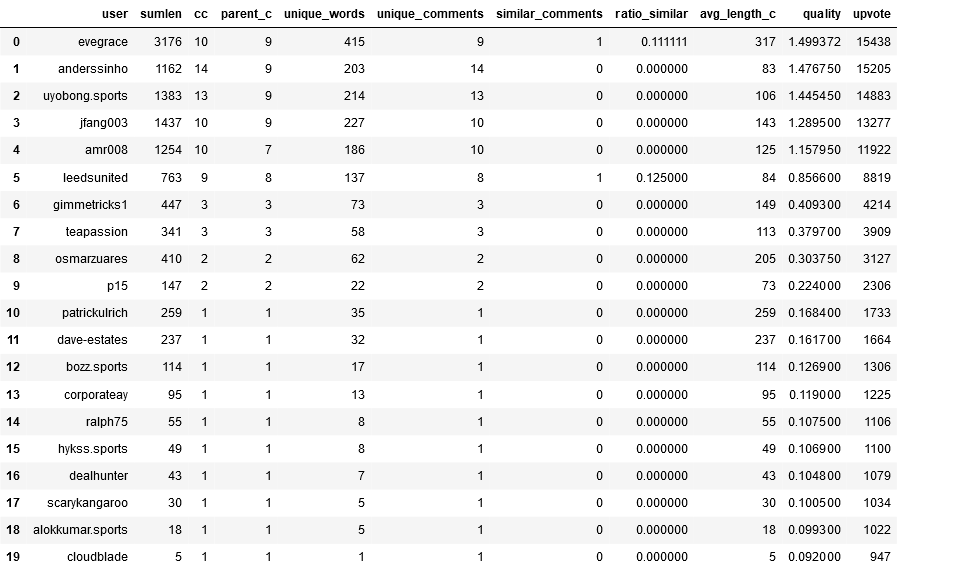 user sumlen cc parent_c unique_words unique_comments similar_comments ratio_similar avg_length_c quality upvote
0 evegrace 3176 10 9 415 9 1 0.111111 317 1.499372 15438
1 anderssinho 1162 14 9 203 14 0 0.000000 83 1.476750 15205
2 uyobong.sports 1383 13 9 214 13 0 0.000000 106 1.445450 14883
3 jfang003 1437 10 9 227 10 0 0.000000 143 1.289500 13277
4 amr008 1254 10 7 186 10 0 0.000000 125 1.157950 11922
5 leedsunited 763 9 8 137 8 1 0.125000 84 0.856600 8819
6 gimmetricks1 447 3 3 73 3 0 0.000000 149 0.409300 4214
7 teapassion 341 3 3 58 3 0 0.000000 113 0.379700 3909
8 osmarzuares 410 2 2 62 2 0 0.000000 205 0.303750 3127
9 p15 147 2 2 22 2 0 0.000000 73 0.224000 2306
10 patrickulrich 259 1 1 35 1 0 0.000000 259 0.168400 1733
11 dave-estates 237 1 1 32 1 0 0.000000 237 0.161700 1664
12 bozz.sports 114 1 1 17 1 0 0.000000 114 0.126900 1306
13 corporateay 95 1 1 13 1 0 0.000000 95 0.119000 1225
14 ralph75 55 1 1 8 1 0 0.000000 55 0.107500 1106
15 hykss.sports 49 1 1 8 1 0 0.000000 49 0.106900 1100
16 dealhunter 43 1 1 7 1 0 0.000000 43 0.104800 1079
17 scarykangaroo 30 1 1 5 1 0 0.000000 30 0.100500 1034
18 alokkumar.sports 18 1 1 5 1 0 0.000000 18 0.099300 1022
19 cloudblade 5 1 1 1 1 0 0.000000 5 0.092000 947